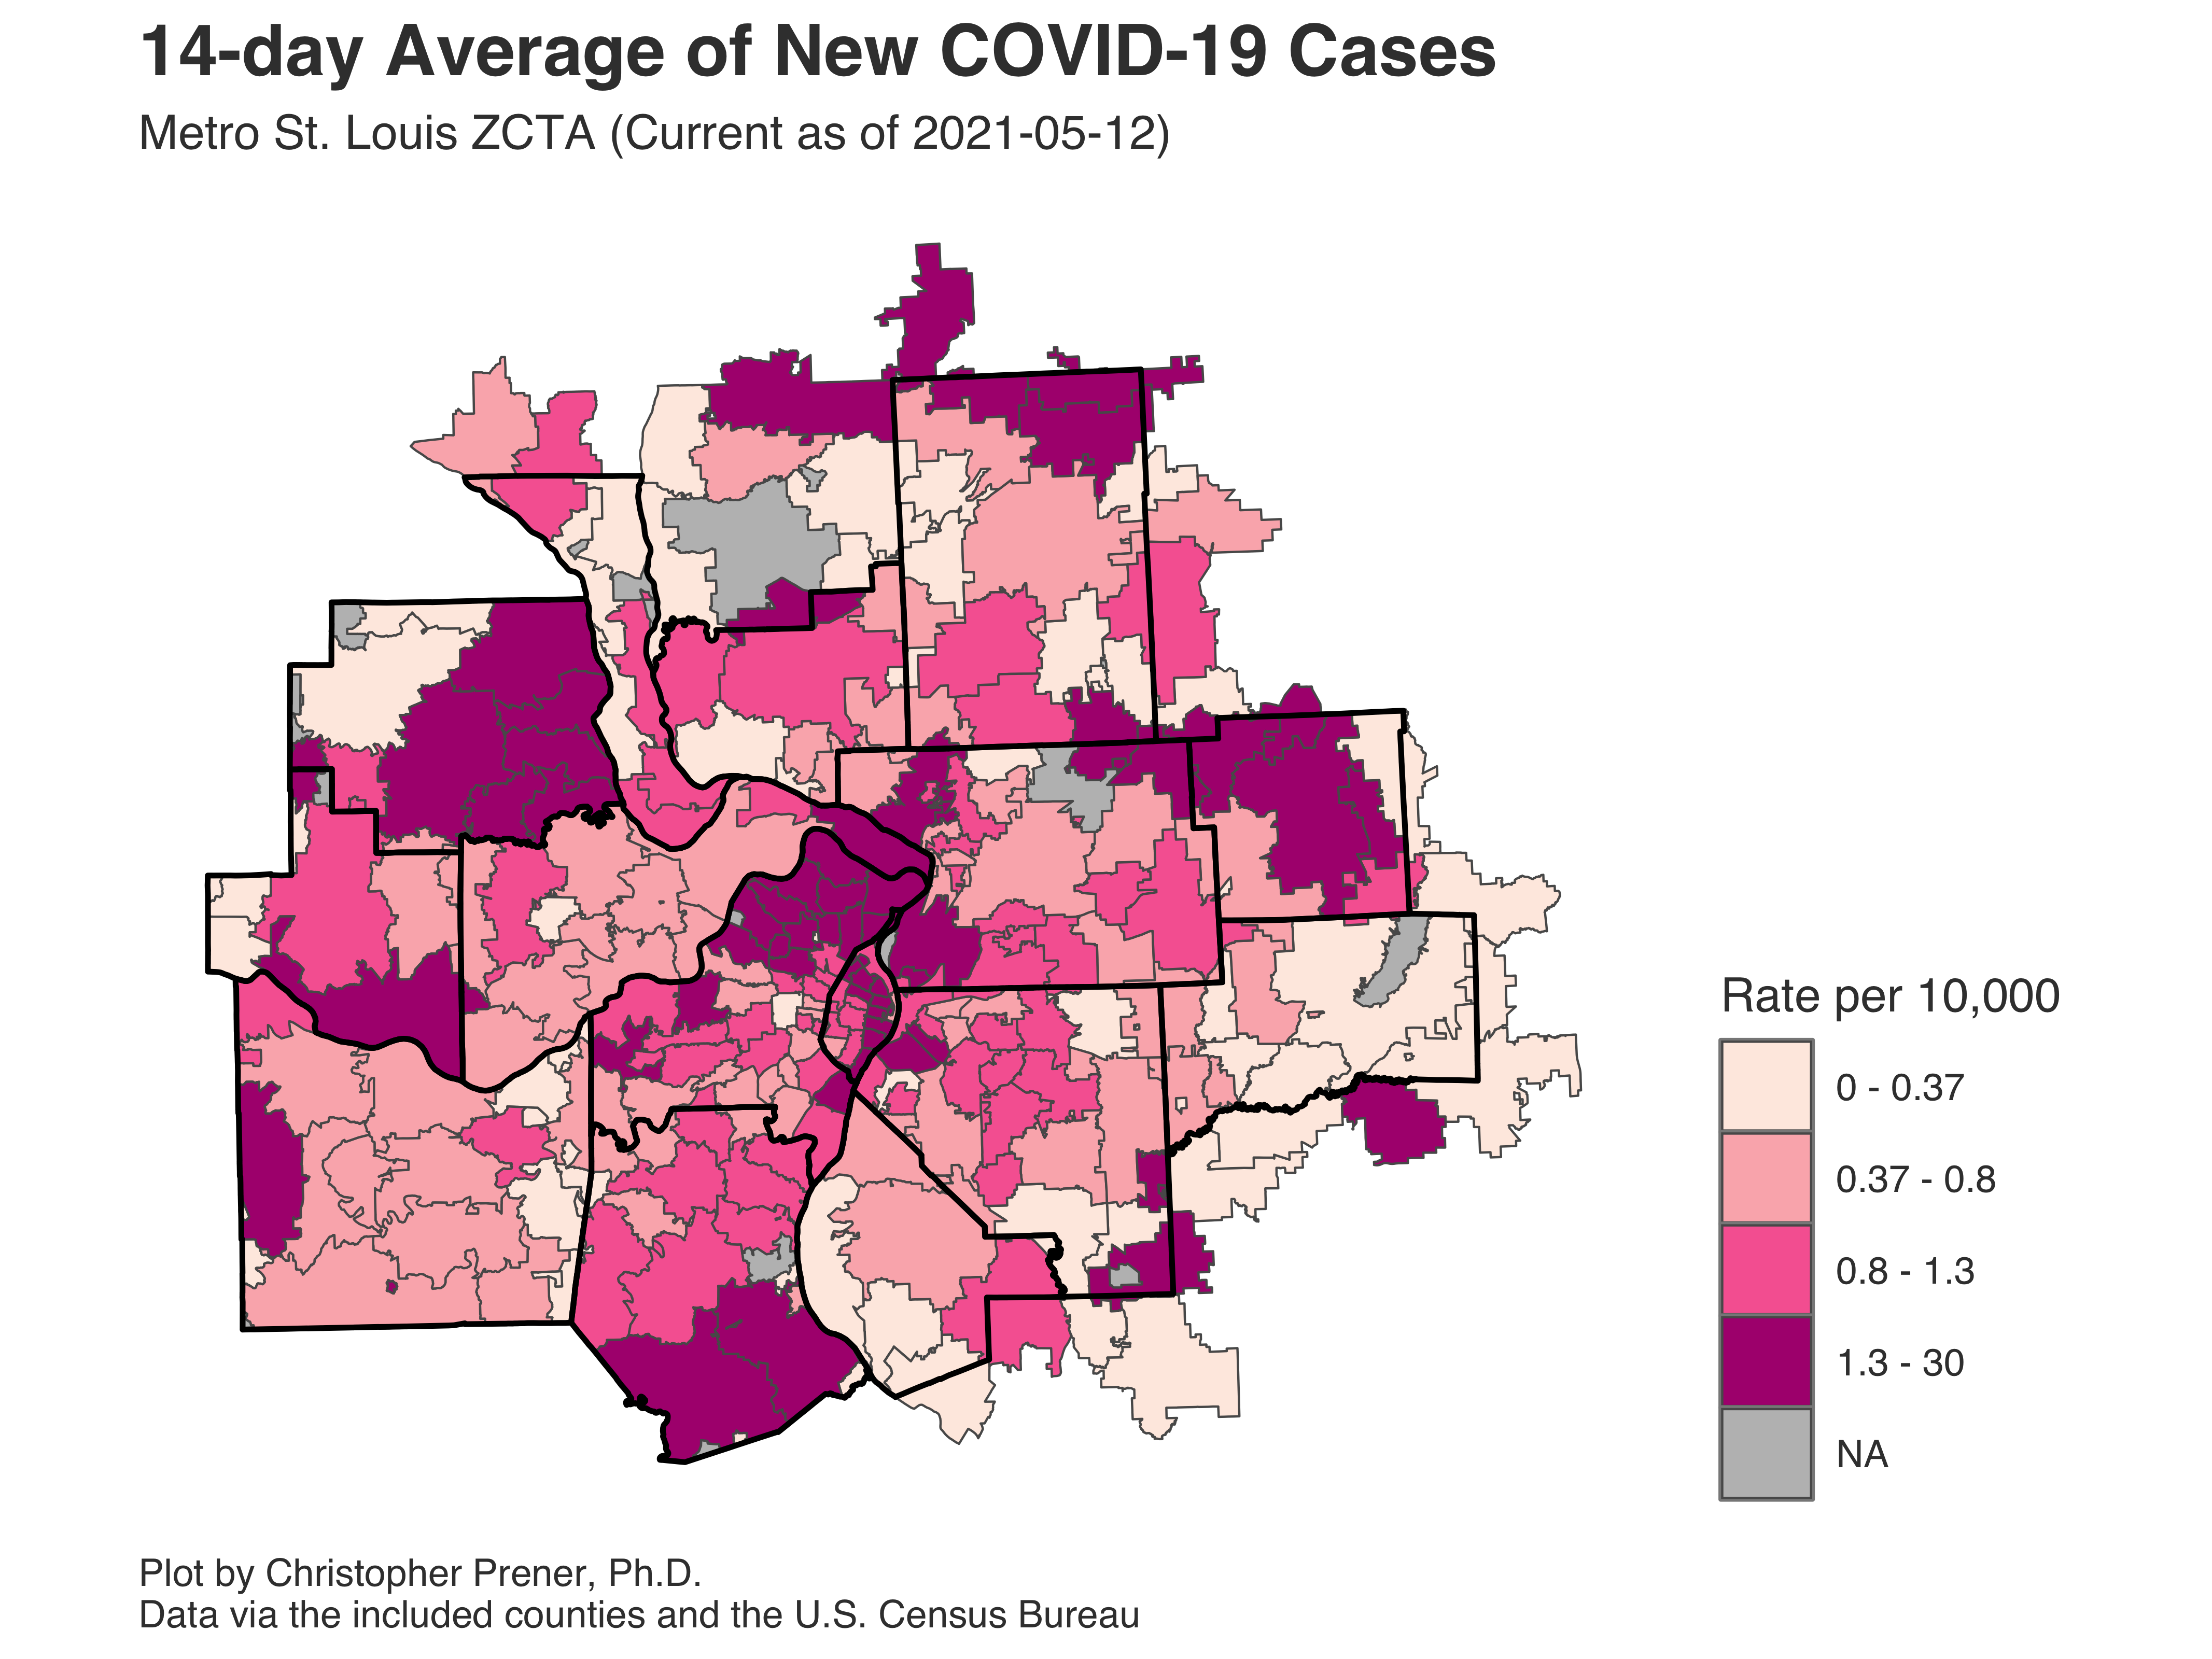 14-day Average of New COVID-19 Cases
Metro St. Louis ZCTA (Current as of 2021-05-12)
Rate per 10,000
0 - 0.37
0.37 - 0.8
0.8 - 1.3
1.3 - 30
NA
Plot by Christopher Prener, Ph.D.
Data via the included counties and the U.S. Census Bureau